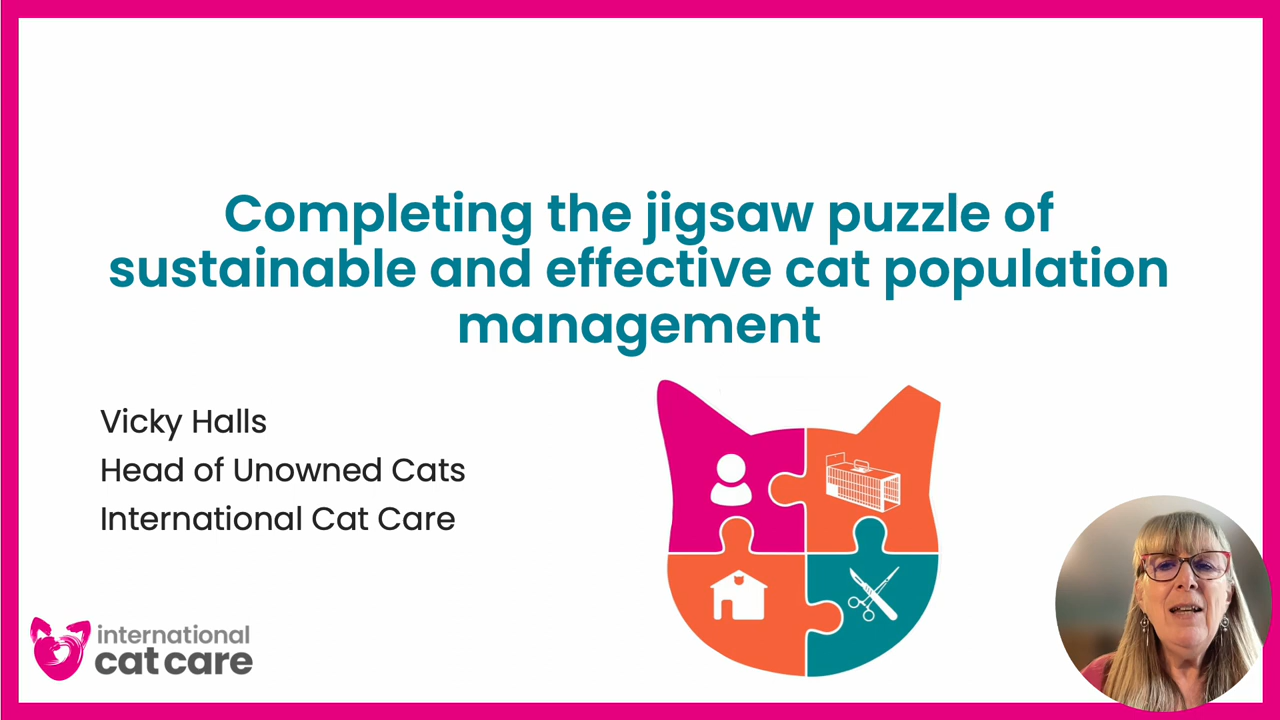 Completing the jigsaw puzzle of
sustainable and effective cat population
management
Vicky Halls
Head of Unowned Cats
International Cat Care
international
cat care